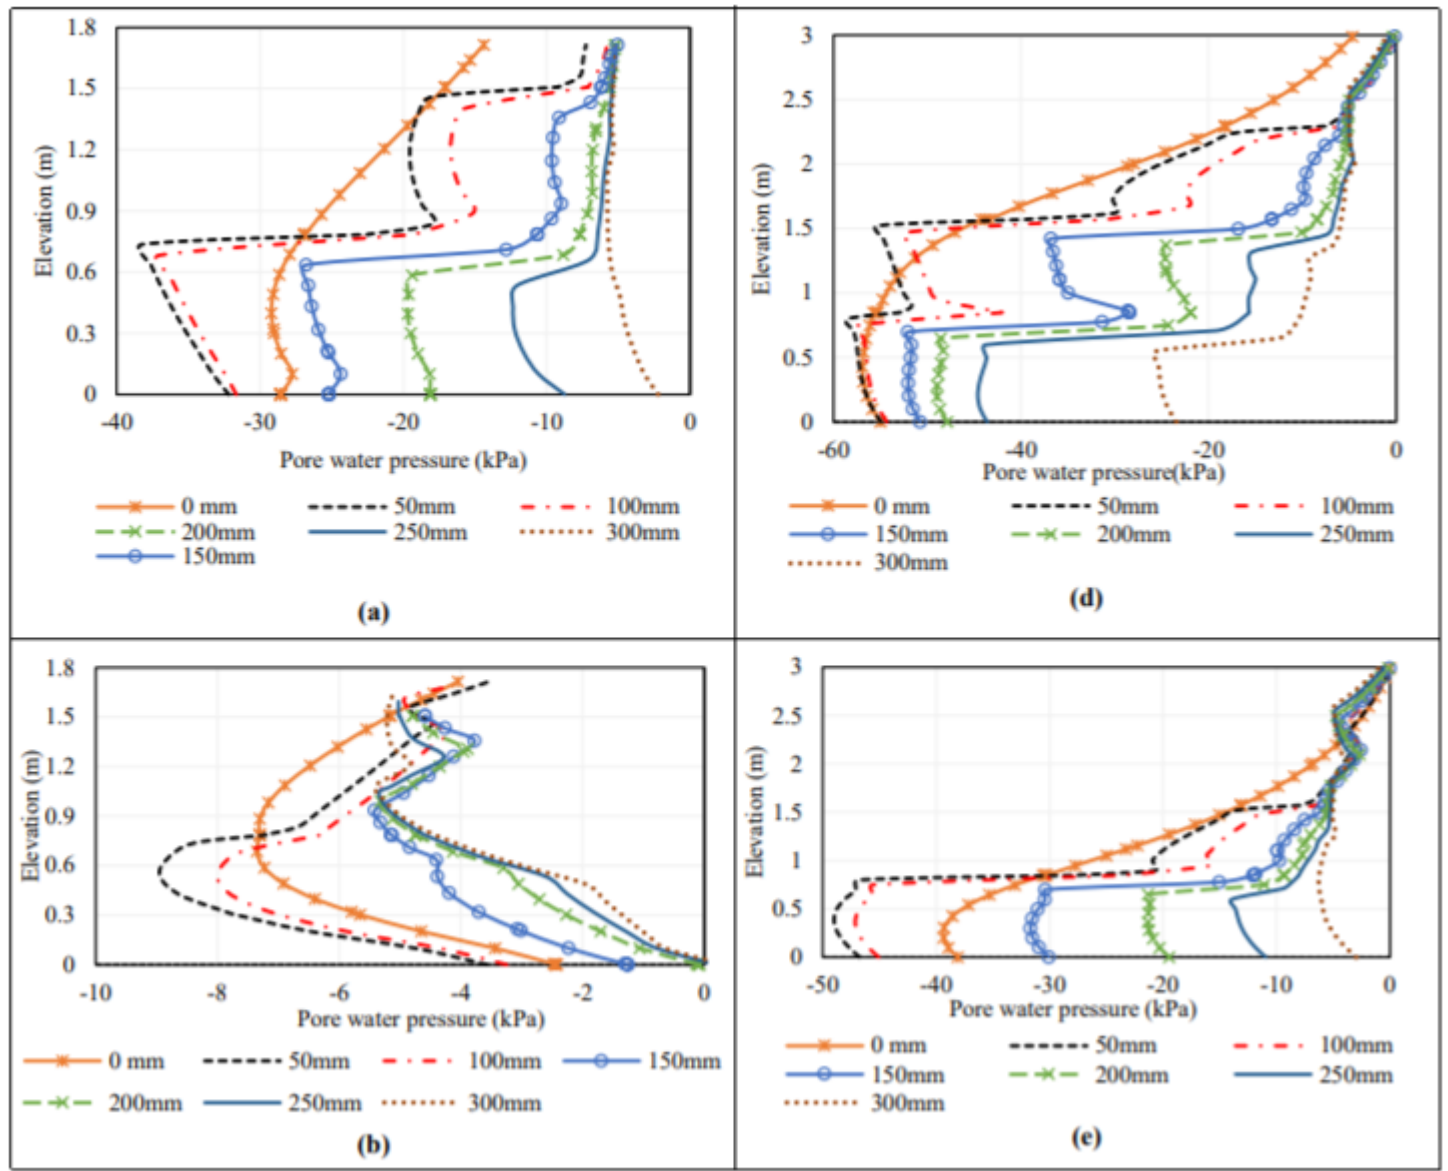 1.8
1.5
1.2
0.9
0.6
0.3
0
Elevation (m)
-40 -30 -20 -10 0
Pore water pressure (kPa)
0 mm 50mm 100mm
200mm 250mm 300mm
150mm
(a)
3
2.5
2
1.5
1
0.5
0
Elevation (m)
-60 -40 -20 0
Pore water pressure(kPa)
0 mm 50mm 100mm
150mm 200mm 250mm
300mm
(d)
1.8
1.5
1.2
0.9
0.6
0.3
0
Elevation (m)
-10 -8 -6 -4 -2 0
Pore water pressure (kPa)
0 mm 50mm 100mm 150mm
200mm 250mm 300mm
(b)
3
2.5
2
1.5
1
0.5
0
Elevation (m)
-50 -40 -30 -20 -10 0
Pore water pressure (kPa)
0 mm 50mm 100mm
150mm 200mm 250mm
300mm
(e)